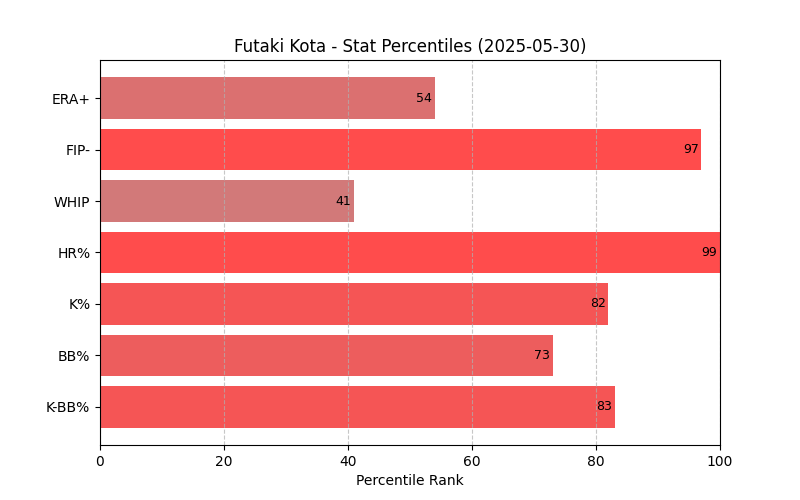 Futaki Kota - Stat Percentiles (2025-05-30)
ERA+ 54
FIP- 97
WHIP 41
HR% 99
K% 82
BB% 73
K-BB% 83
0 20 40 60 80 100
Percentile Rank